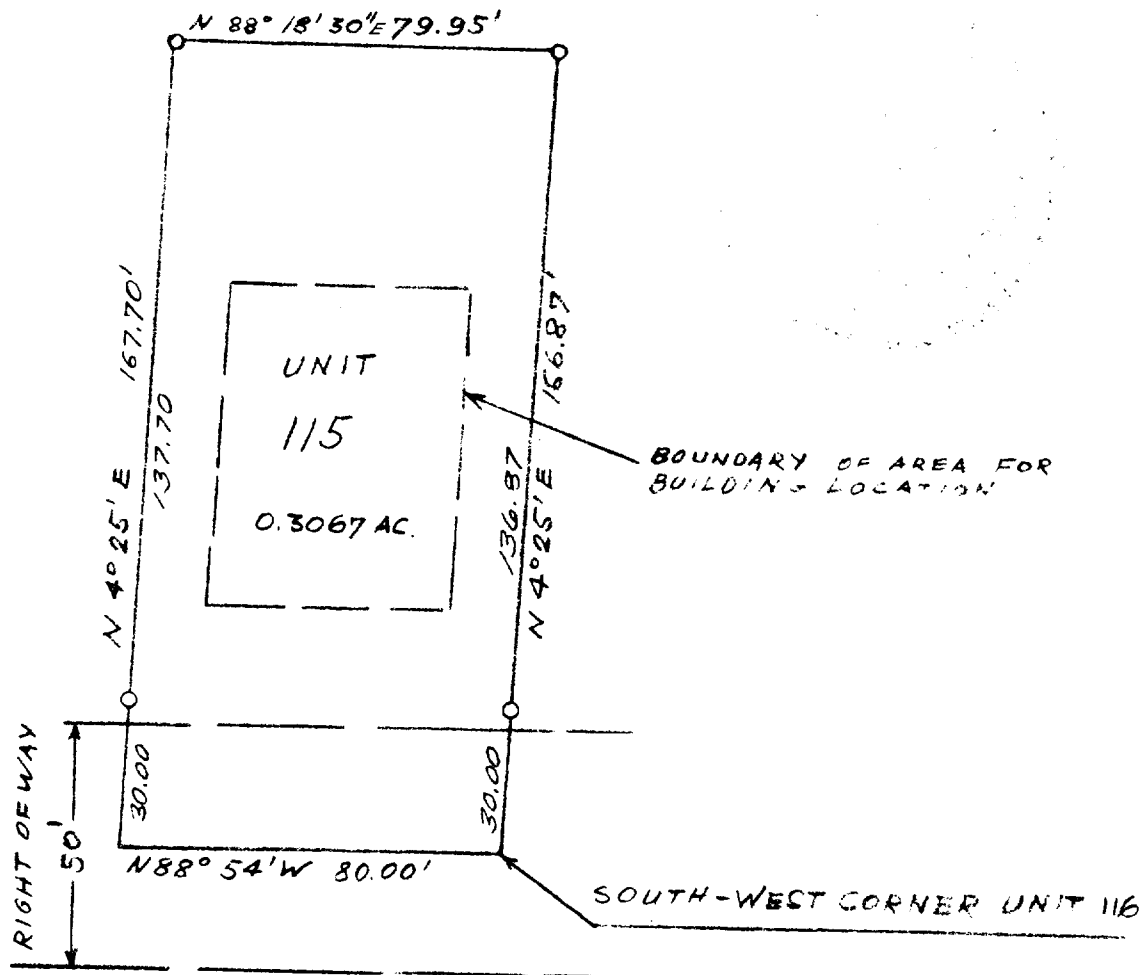 N 88° 18' 30" E 79.95'
167.70'
137.70
N 4° 25' E
166.87'
136.87
N 4° 25' E
UNIT
115
0.3067 AC.
BOUNDARY OF AREA FOR
BUILDING LOCATION
RIGHT OF WAY
50'
30.00
30.00
N 88° 54' W 80.00'
SOUTH-WEST CORNER UNIT 116